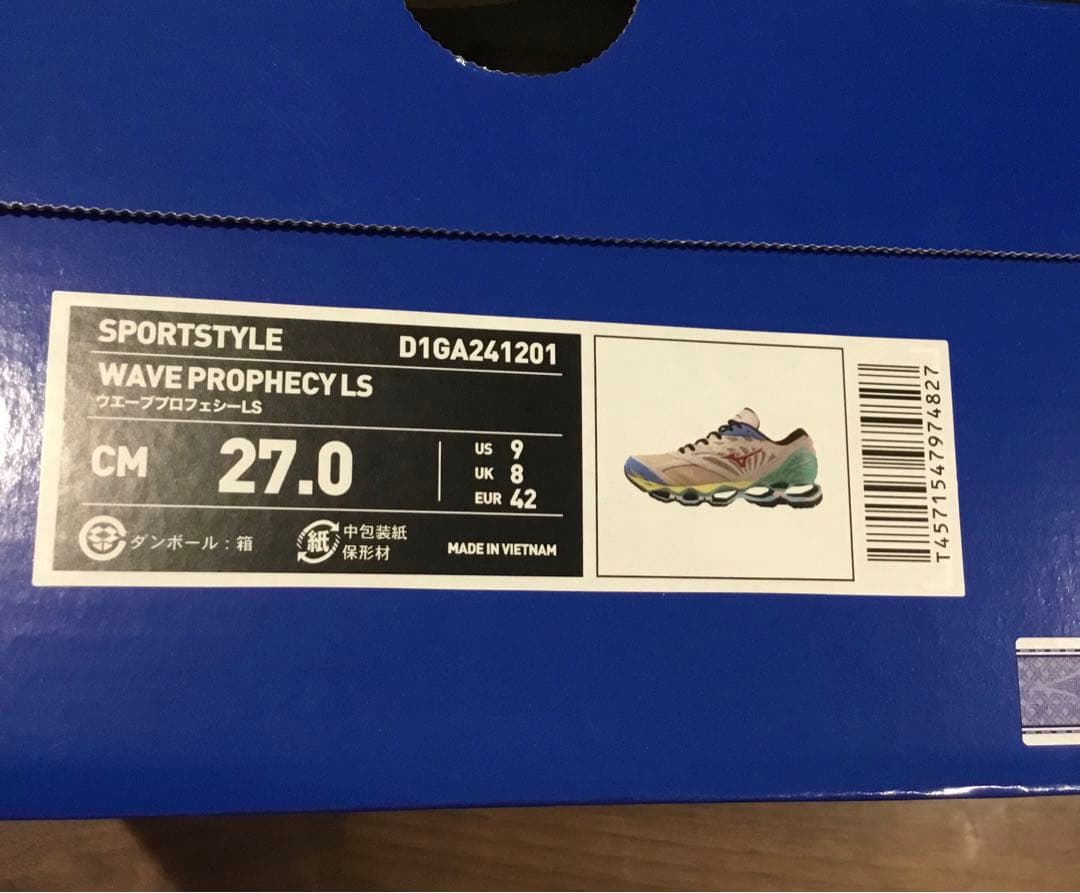 SPORTSTYLE
D1GA241201
WAVE PROPHECY LS
ウエーブプロフェシーLS
CM 27.0
US 9
UK 8
EUR 42
ダンボール：箱
紙
中包装紙
保形材
MADE IN VIETNAM
T4571547974827